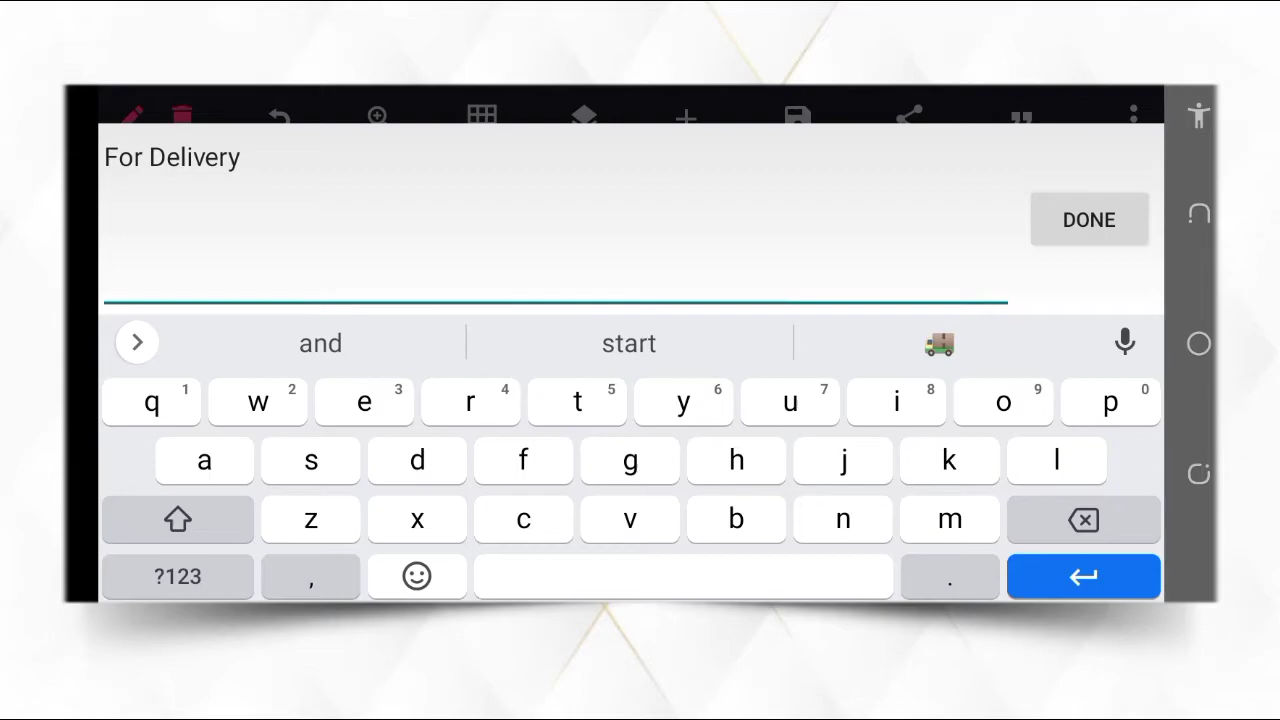 For Delivery
DONE
and start
q 1 w 2 e 3 r 4 t 5 y 6 u 7 i 8 o 9 p 0
a s d f g h j k l
z x c v b n m
?123 , .